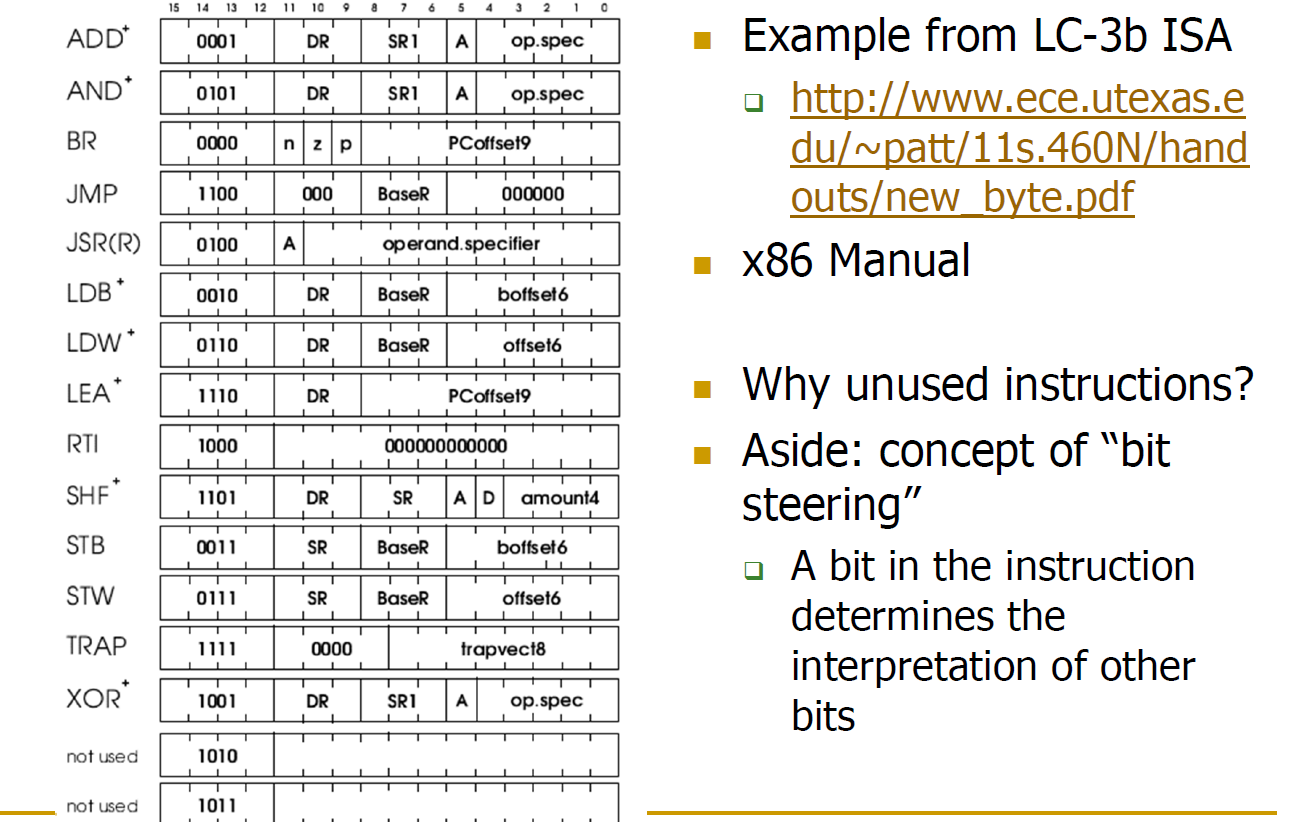 15 14 13 12 11 10 9 8 7 6 5 4 3 2 1 0
ADD+ 0001 DR SR1 A op.spec
AND+ 0101 DR SR1 A op.spec
BR 0000 n z p PCoffset9
JMP 1100 000 BaseR 000000
JSR(R) 0100 A operand.specifier
LDB+ 0010 DR BaseR boffset6
LDW+ 0110 DR BaseR offset6
LEA+ 1110 DR PCoffset9
RTI 1000 000000000000
SHF+ 1101 DR SR A D amount4
STB 0011 SR BaseR boffset6
STW 0111 SR BaseR offset6
TRAP 1111 0000 trapvect8
XOR+ 1001 DR SR1 A op.spec
not used 1010
not used 1011
Example from LC-3b ISA
http://www.ece.utexas.e
du/~patt/11s.460N/hand
outs/new_byte.pdf
x86 Manual
Why unused instructions?
Aside: concept of “bit
steering”
A bit in the instruction
determines the
interpretation of other
bits